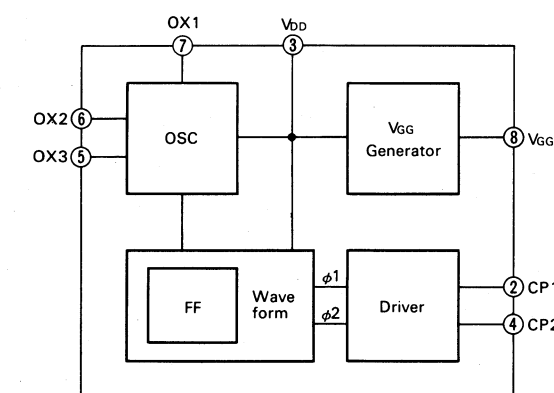 OX1
VDD
7
3
OX2 6
OSC
VGG
Generator
8 VGG
OX3 5
FF
Wave
form
ϕ1
ϕ2
Driver
2 CP1
4 CP2